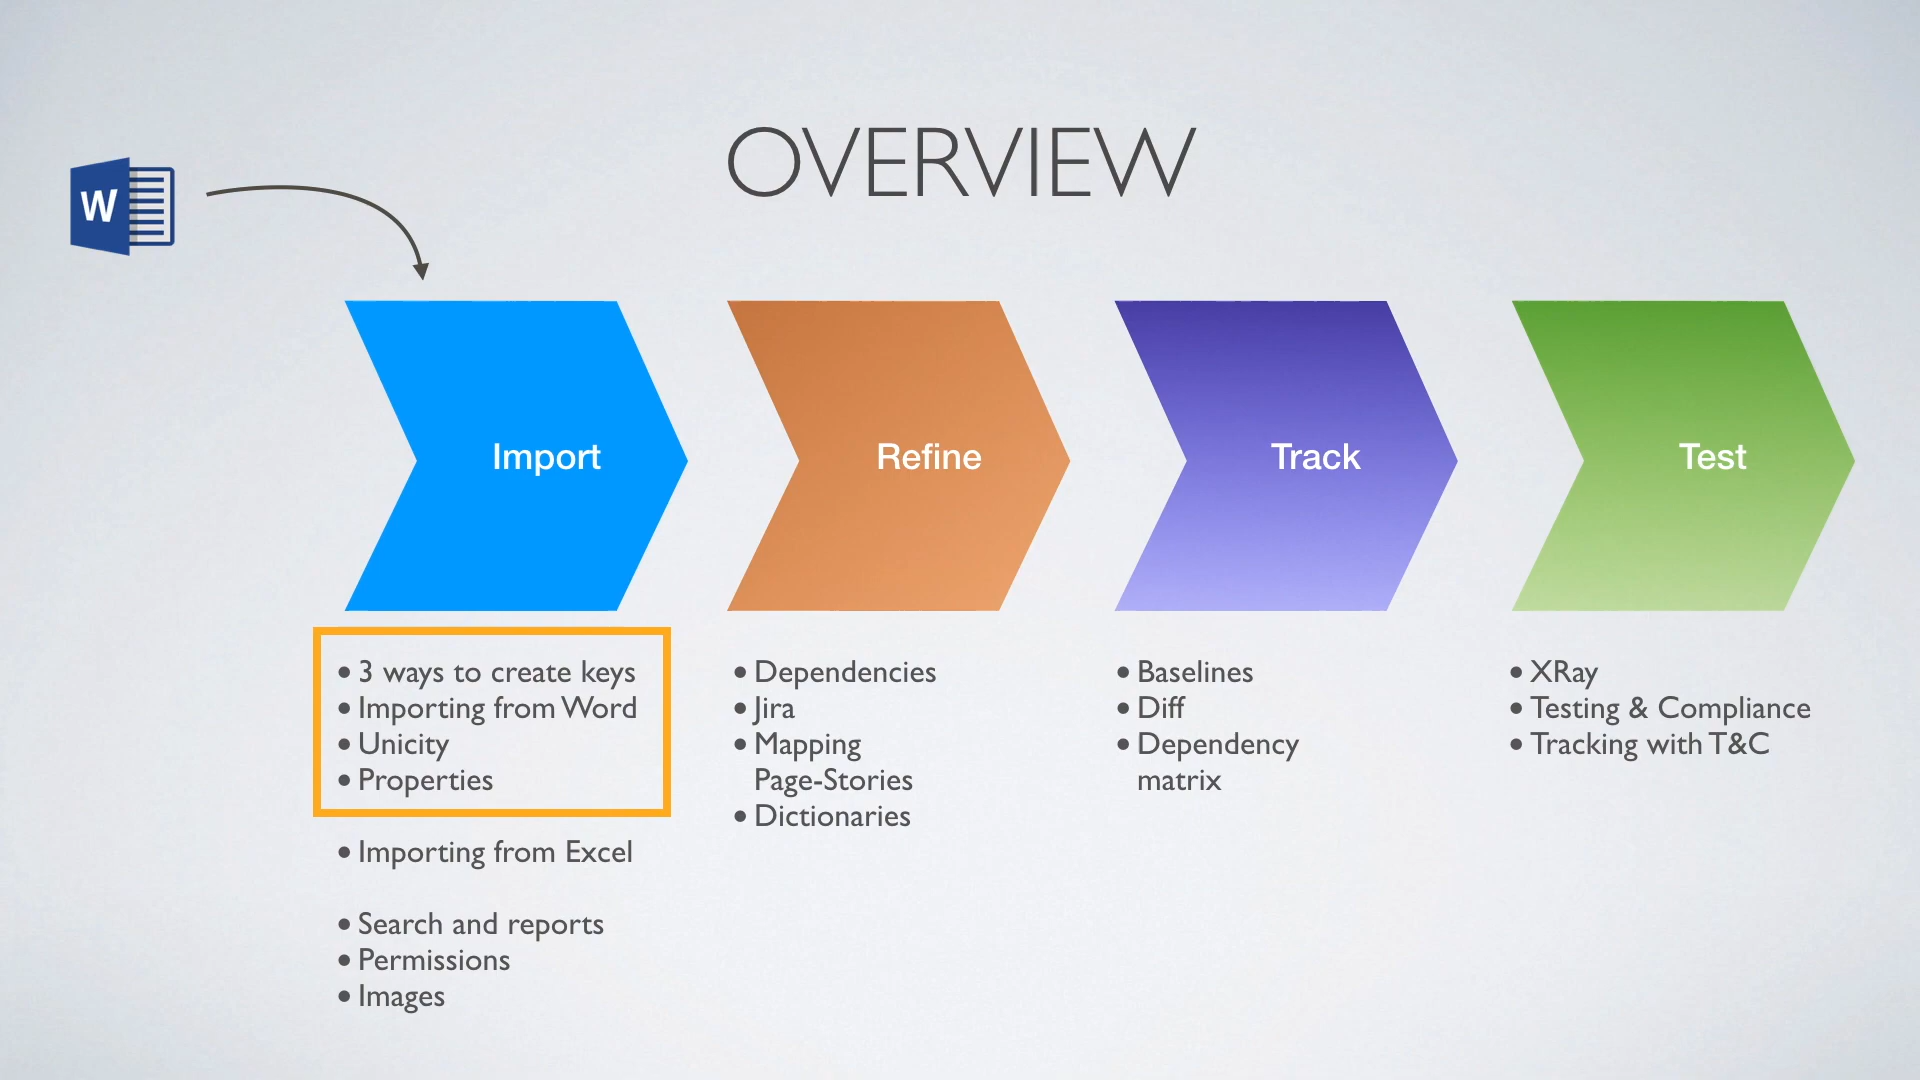 OVERVIEW
W
Import
Refine
Track
Test
• 3 ways to create keys
• Importing from Word
• Unicity
• Properties
• Importing from Excel
• Search and reports
• Permissions
• Images
• Dependencies
• Jira
• Mapping
Page-Stories
• Dictionaries
• Baselines
• Diff
• Dependency
matrix
• XRay
• Testing & Compliance
• Tracking with T&C